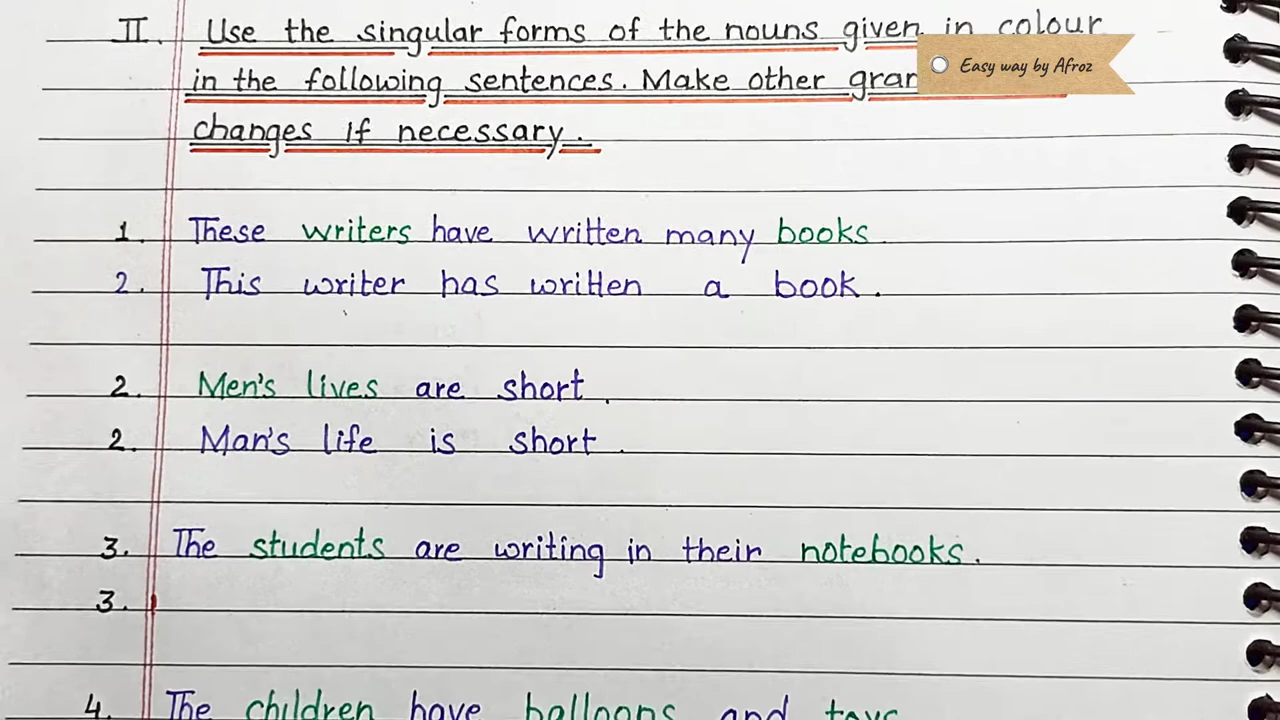 II. Use the singular forms of the nouns given in colour
Easy way by Afroz
in the following sentences. Make other
changes if necessary.
1. These writers have written many books
2. This writer has written a book.
2. Men's lives are short.
2. Man's life is short.
3. The students are writing in their notebooks.
3.
4. The children have balloons and toys